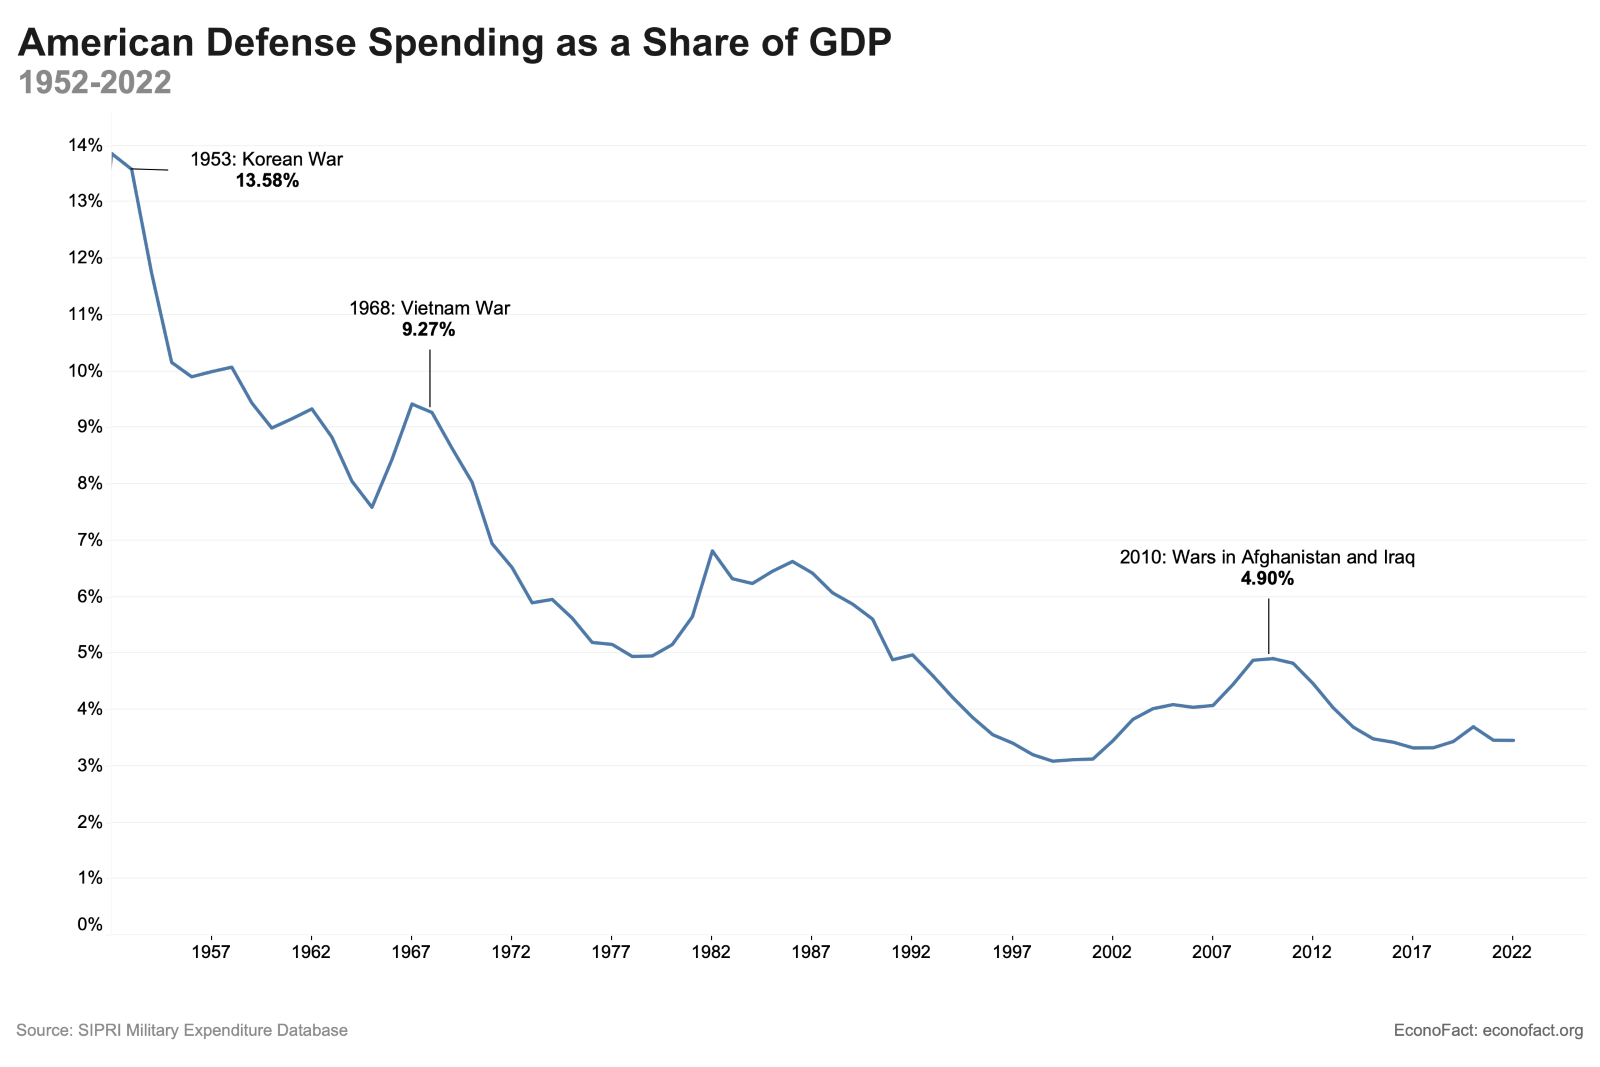 American Defense Spending as a Share of GDP
1952-2022
14%
1953: Korean War
13.58%
13%
12%
11%
1968: Vietnam War
9.27%
10%
9%
8%
7%
2010: Wars in Afghanistan and Iraq
4.90%
6%
5%
4%
3%
2%
1%
0%
1957 1962 1967 1972 1977 1982 1987 1992 1997 2002 2007 2012 2017 2022
Source: SIPRI Military Expenditure Database
EconoFact: econofact.org